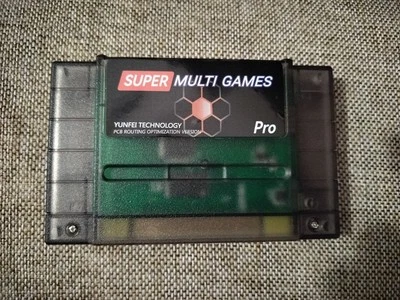 SUPER MULTI GAMES
YUNFEI TECHNOLOGY
PCB ROUTING OPTIMIZATION VERSION
Pro